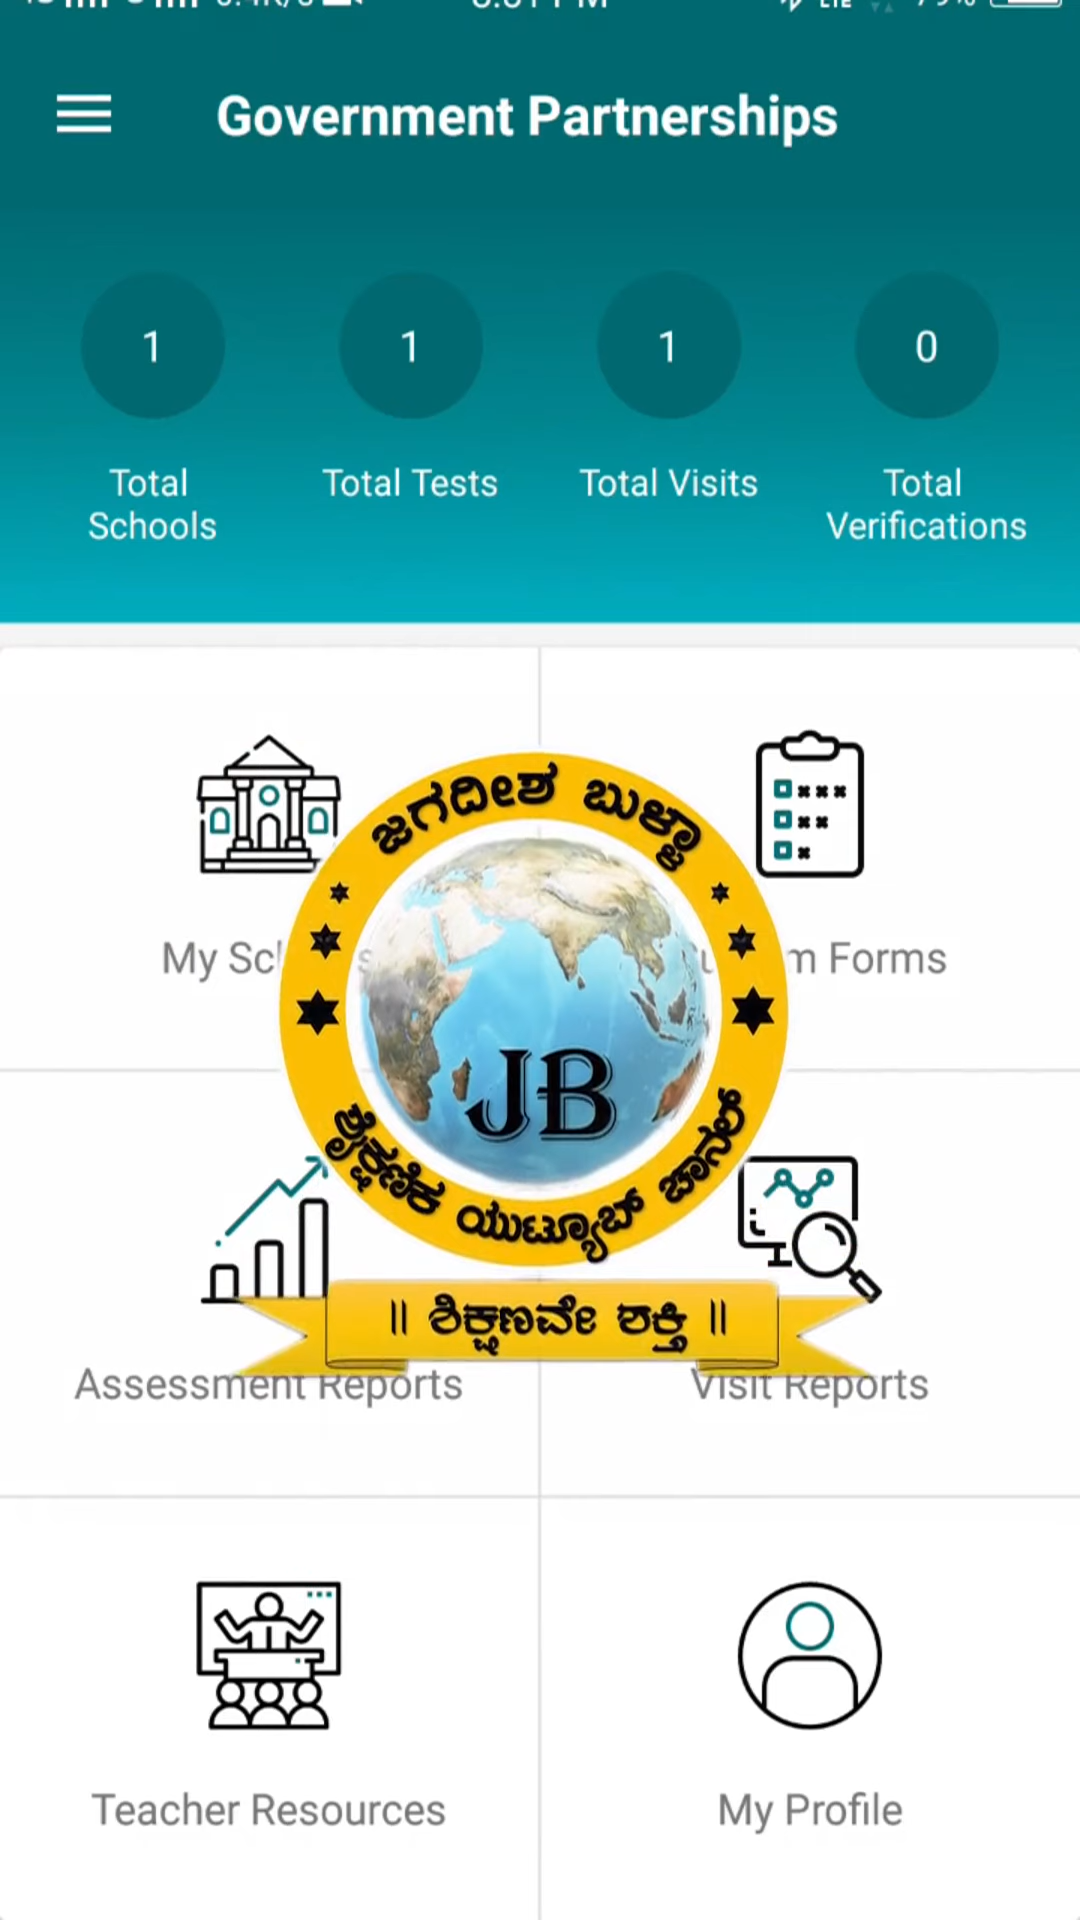 Government Partnerships
1
1
1
0
Total Schools
Total Tests
Total Visits
Total Verifications
ಜಗದೀಶ ಬುಳ್ಳಾ
My
Forms
JB
ಶೈಕ್ಷಣಿಕ ಯುಟ್ಯೂಬ್ ಚಾನಲ್
|| ಶಿಕ್ಷಣವೇ ಶಕ್ತಿ ||
Assessment Reports
Visit Reports
Teacher Resources
My Profile